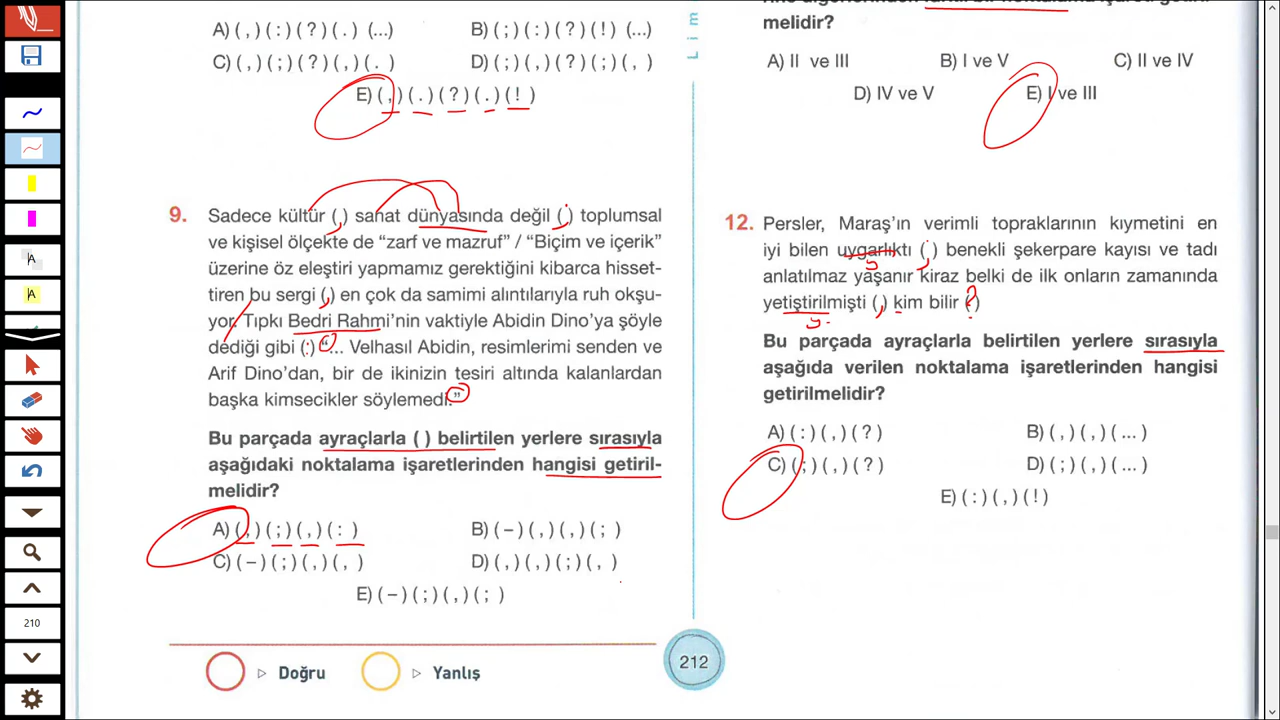 A) ( , ) ( : ) ( ? ) ( . ) (...)
B) ( ; ) ( : ) ( ? ) ( ! ) (...)
C) ( , ) ( ; ) ( ? ) ( , ) ( . )
D) ( ; ) ( , ) ( ? ) ( ; ) ( , )
E) ( , ) ( . ) ( ? ) ( . ) ( ! )
9. Sadece kültür (,) sanat dünyasında değil (;) toplumsal
ve kişisel ölçekte de “zarf ve mazruf” / “Biçim ve içerik”
üzerine öz eleştiri yapmamız gerektiğini kibarca hisset-
tiren bu sergi (,) en çok da samimi alıntılarıyla ruh okşu-
yor. Tıpkı Bedri Rahmi’nin vaktiyle Abidin Dino’ya şöyle
dediği gibi (:) “... Velhasıl Abidin, resimlerimi senden ve
Arif Dino’dan, bir de ikinizin tesiri altında kalanlardan
başka kimsecikler söylemedi.”
Bu parçada ayraçlarla ( ) belirtilen yerlere sırasıyla
aşağıdaki noktalama işaretlerinden hangisi getiril-
melidir?
A) ( , ) ( ; ) ( , ) ( : )
B) ( – ) ( , ) ( , ) ( ; )
C) ( – ) ( ; ) ( , ) ( , )
D) ( , ) ( , ) ( ; ) ( , )
E) ( – ) ( ; ) ( , ) ( ; )
Doğru
Yanlış
Lim
212
melidir?
A) II ve III
B) I ve V
C) II ve IV
D) IV ve V
E) I ve III
12. Persler, Maraş’ın verimli topraklarının kıymetini en
iyi bilen uygarlıktı (;) benekli şekerpare kayısı ve tadı
anlatılmaz yaşanır kiraz belki de ilk onların zamanında
yetiştirilmişti (,) kim bilir (?)
Bu parçada ayraçlarla belirtilen yerlere sırasıyla
aşağıda verilen noktalama işaretlerinden hangisi
getirilmelidir?
A) ( : ) ( , ) ( ? )
B) ( , ) ( , ) ( ... )
C) ( ; ) ( , ) ( ? )
D) ( ; ) ( , ) ( ... )
E) ( : ) ( , ) ( ! )
A
A
210